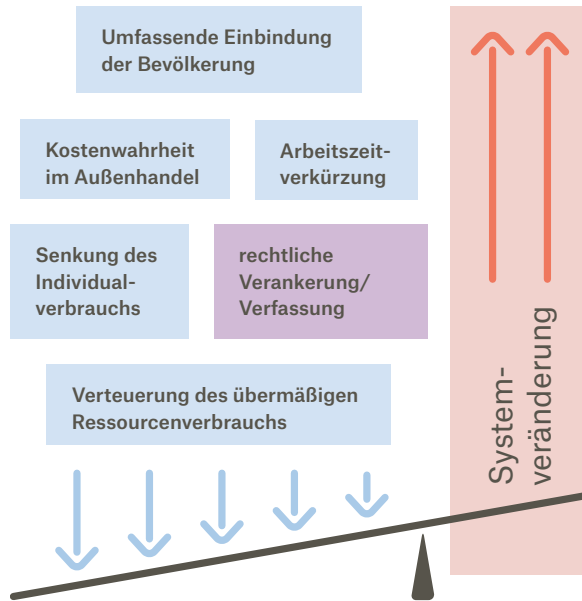 Umfassende Einbindung
der Bevölkerung
Kostenwahrheit
im Außenhandel
Arbeitszeit-
verkürzung
Senkung des
Individual-
verbrauchs
rechtliche
Verankerung/
Verfassung
Verteuerung des übermäßigen
Ressourcenverbrauchs
System-
veränderung